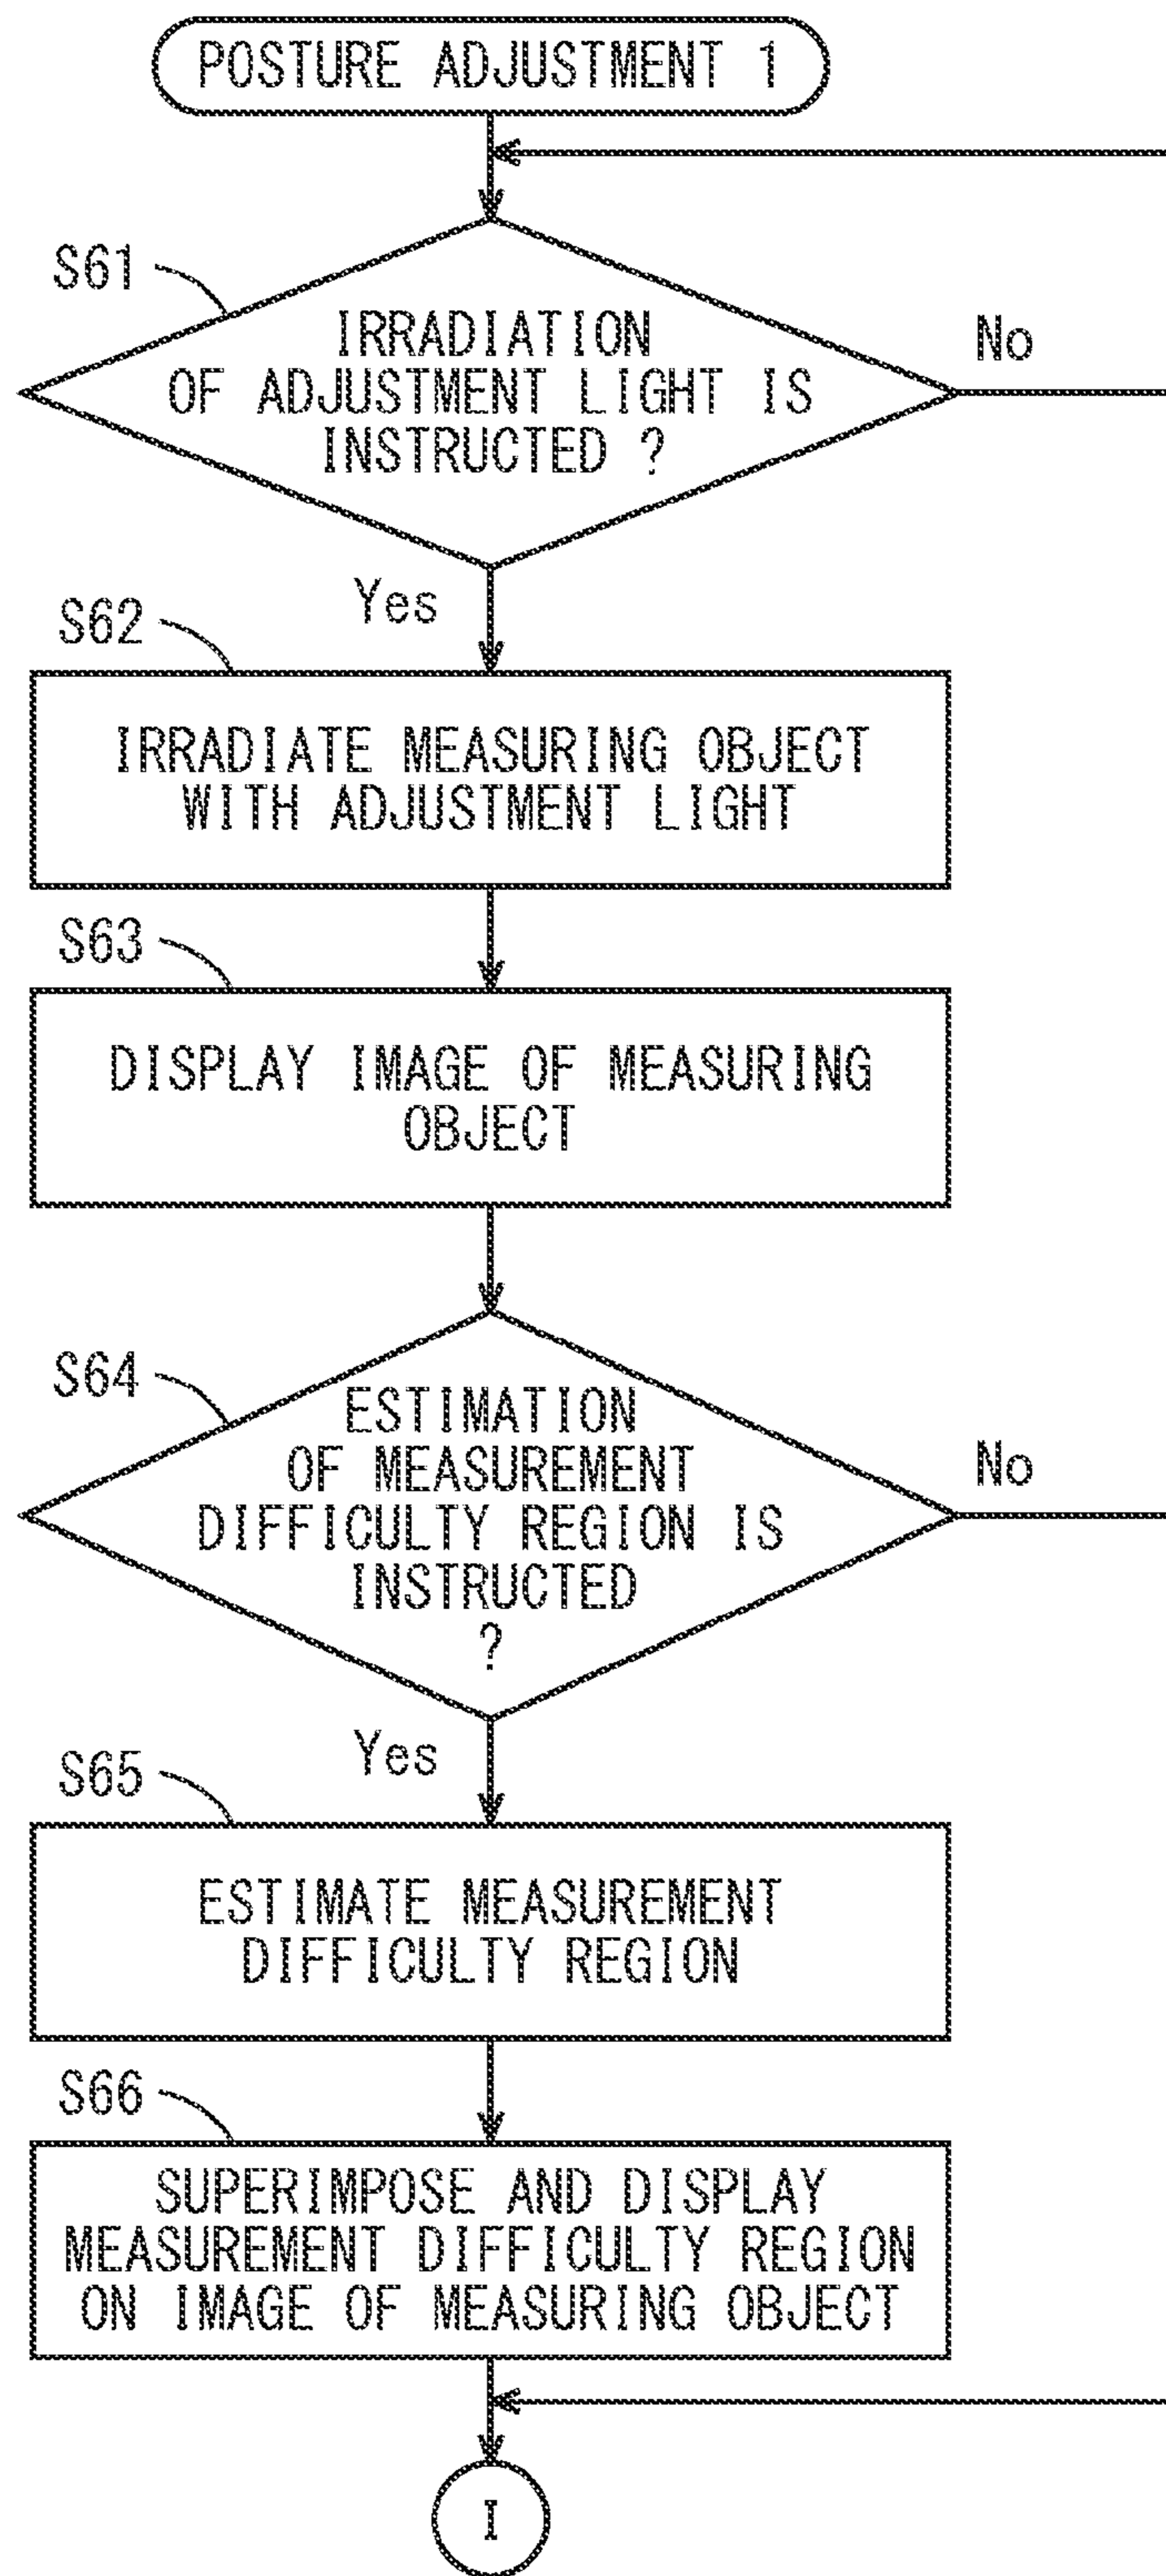 POSTURE ADJUSTMENT 1
S61
IRRADIATION
OF ADJUSTMENT LIGHT IS
INSTRUCTED ?
No
Yes
S62
IRRADIATE MEASURING OBJECT
WITH ADJUSTMENT LIGHT
S63
DISPLAY IMAGE OF MEASURING
OBJECT
S64
ESTIMATION
OF MEASUREMENT
DIFFICULTY REGION IS
INSTRUCTED
?
No
Yes
S65
ESTIMATE MEASUREMENT
DIFFICULTY REGION
S66
SUPERIMPOSE AND DISPLAY
MEASUREMENT DIFFICULTY REGION
ON IMAGE OF MEASURING OBJECT
I